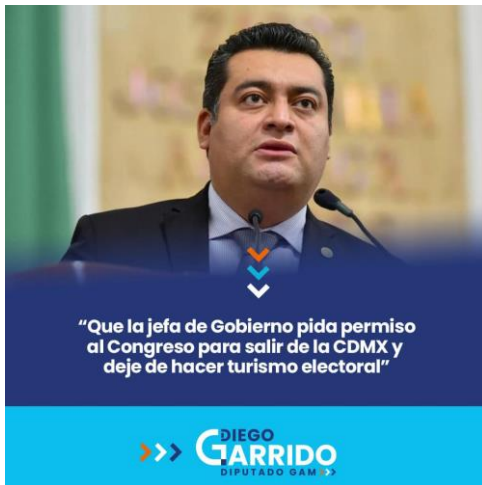 “Que la jefa de Gobierno pida permiso
al Congreso para salir de la CDMX y
deje de hacer turismo electoral”
DIEGO
GARRIDO
DIPUTADO GAM